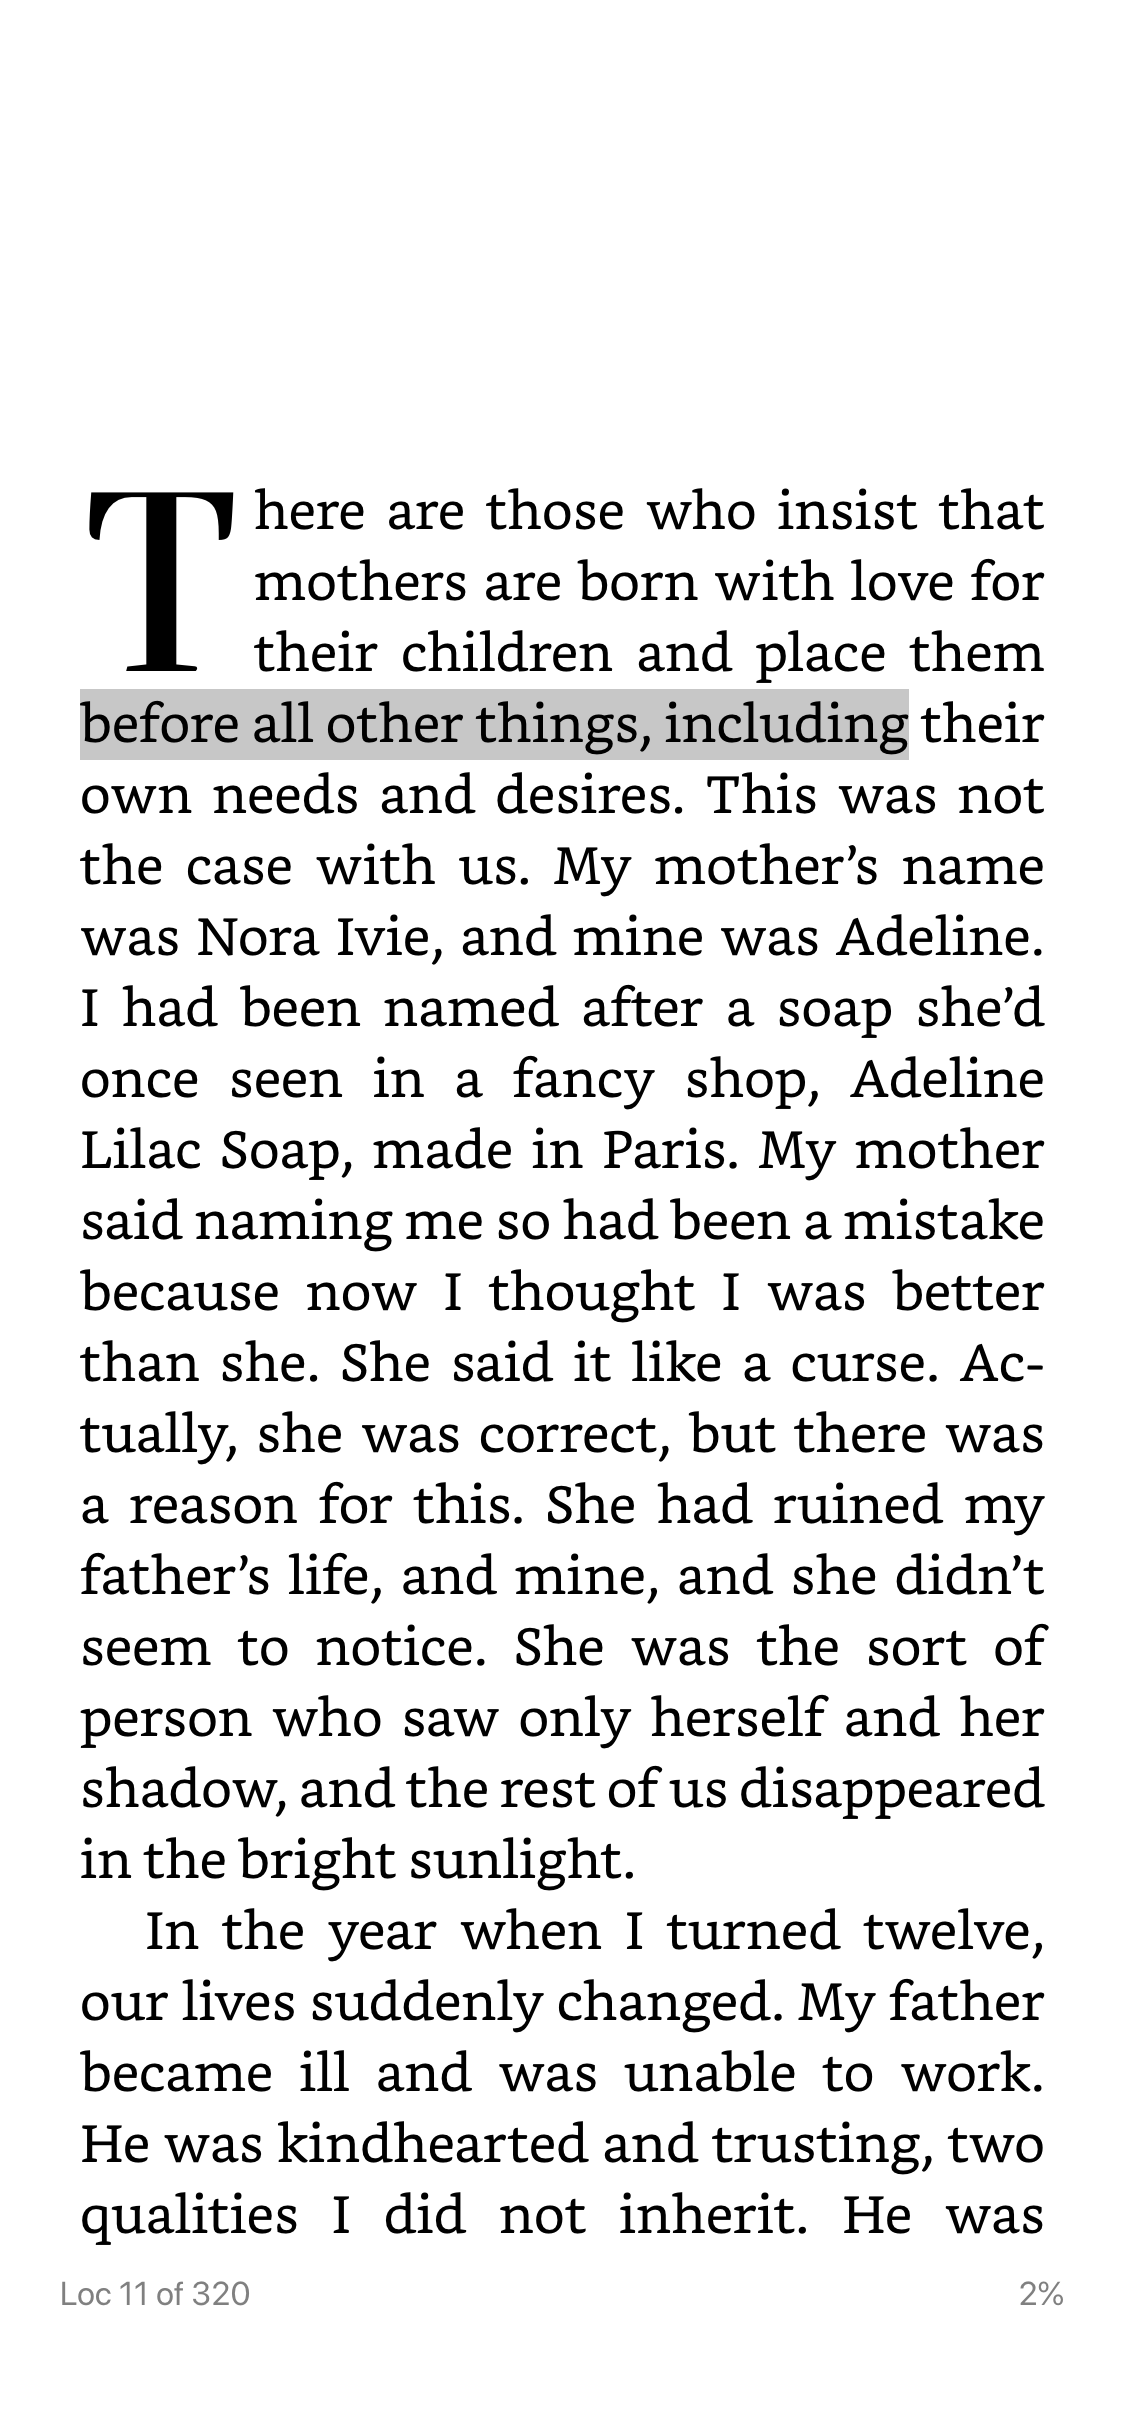 There are those who insist that
mothers are born with love for
their children and place them
before all other things, including their
own needs and desires. This was not
the case with us. My mother’s name
was Nora Ivie, and mine was Adeline.
I had been named after a soap she’d
once seen in a fancy shop, Adeline
Lilac Soap, made in Paris. My mother
said naming me so had been a mistake
because now I thought I was better
than she. She said it like a curse. Ac-
tually, she was correct, but there was
a reason for this. She had ruined my
father’s life, and mine, and she didn’t
seem to notice. She was the sort of
person who saw only herself and her
shadow, and the rest of us disappeared
in the bright sunlight.
In the year when I turned twelve,
our lives suddenly changed. My father
became ill and was unable to work.
He was kindhearted and trusting, two
qualities I did not inherit. He was
Loc 11 of 320 2%